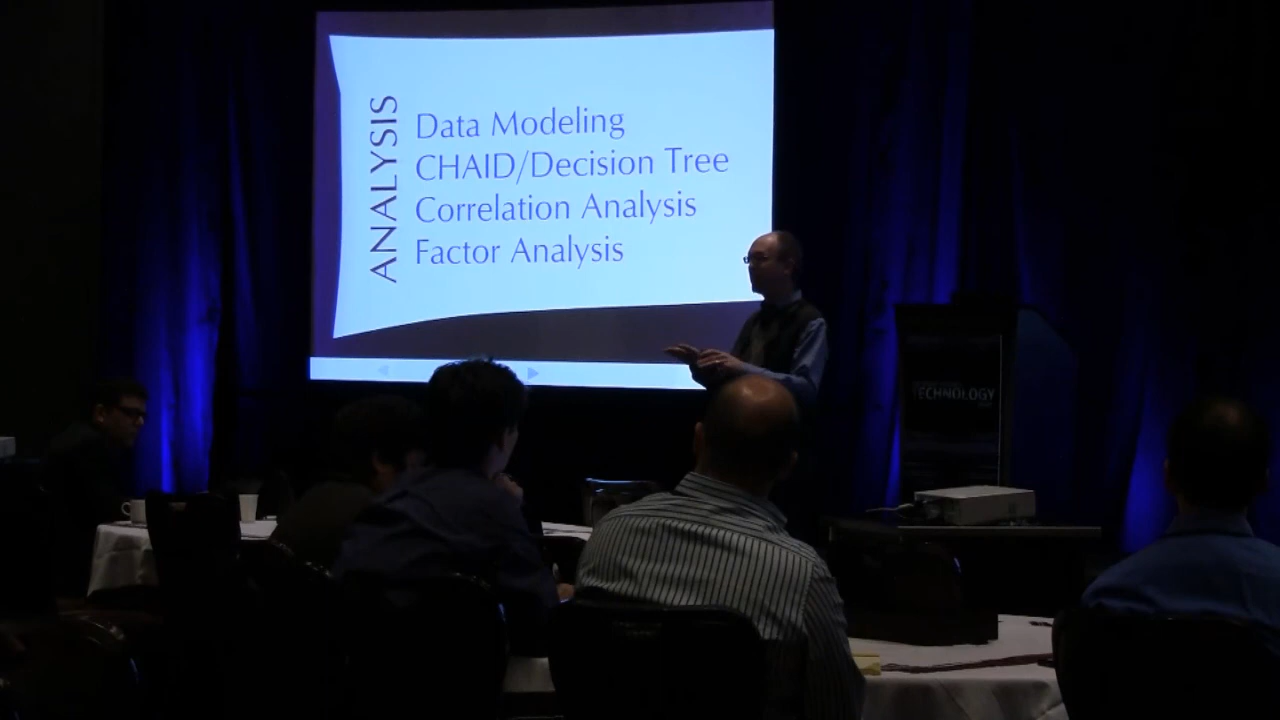 ANALYSIS
Data Modeling
CHAID/Decision Tree
Correlation Analysis
Factor Analysis
TECHNOLOGY